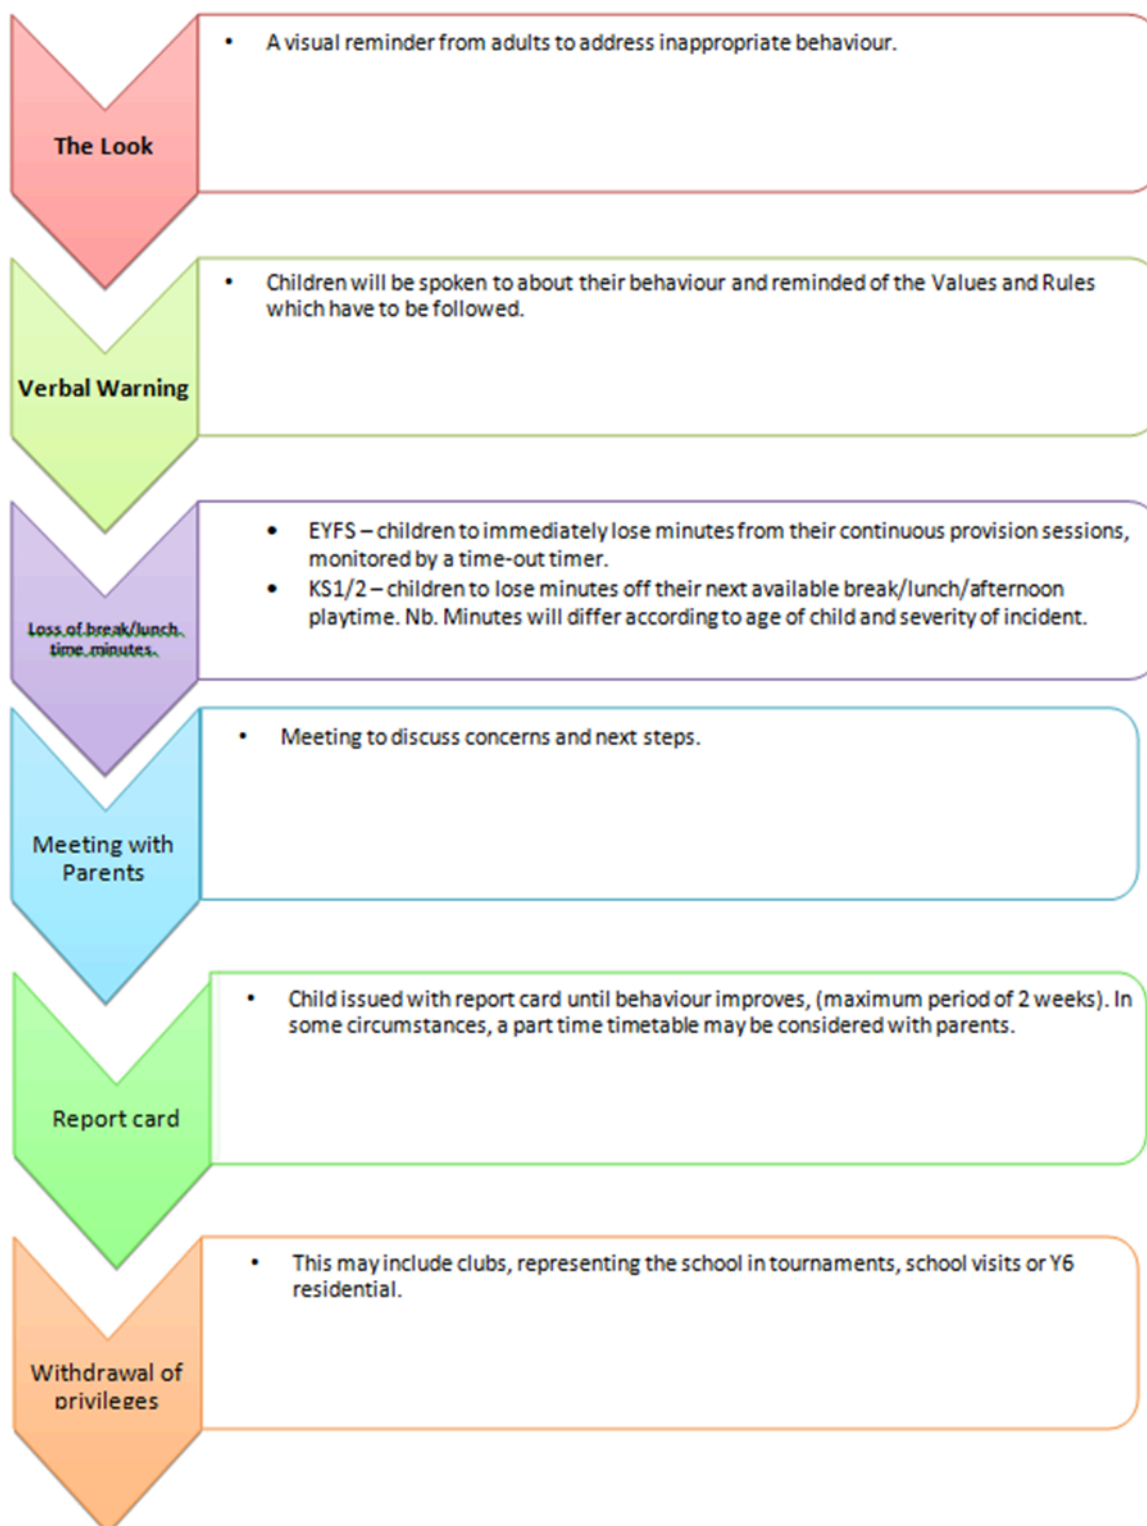 • A visual reminder from adults to address inappropriate behaviour.
The Look
• Children will be spoken to about their behaviour and reminded of the Values and Rules
which have to be followed.
Verbal Warning
• EYFS – children to immediately lose minutes from their continuous provision sessions,
monitored by a time-out timer.
• KS1/2 – children to lose minutes off their next available break/lunch/afternoon
playtime. Nb. Minutes will differ according to age of child and severity of incident.
Loss of break/lunch
time minutes.
• Meeting to discuss concerns and next steps.
Meeting with
Parents
• Child issued with report card until behaviour improves, (maximum period of 2 weeks). In
some circumstances, a part time timetable may be considered with parents.
Report card
• This may include clubs, representing the school in tournaments, school visits or Y6
residential.
Withdrawal of
privileges